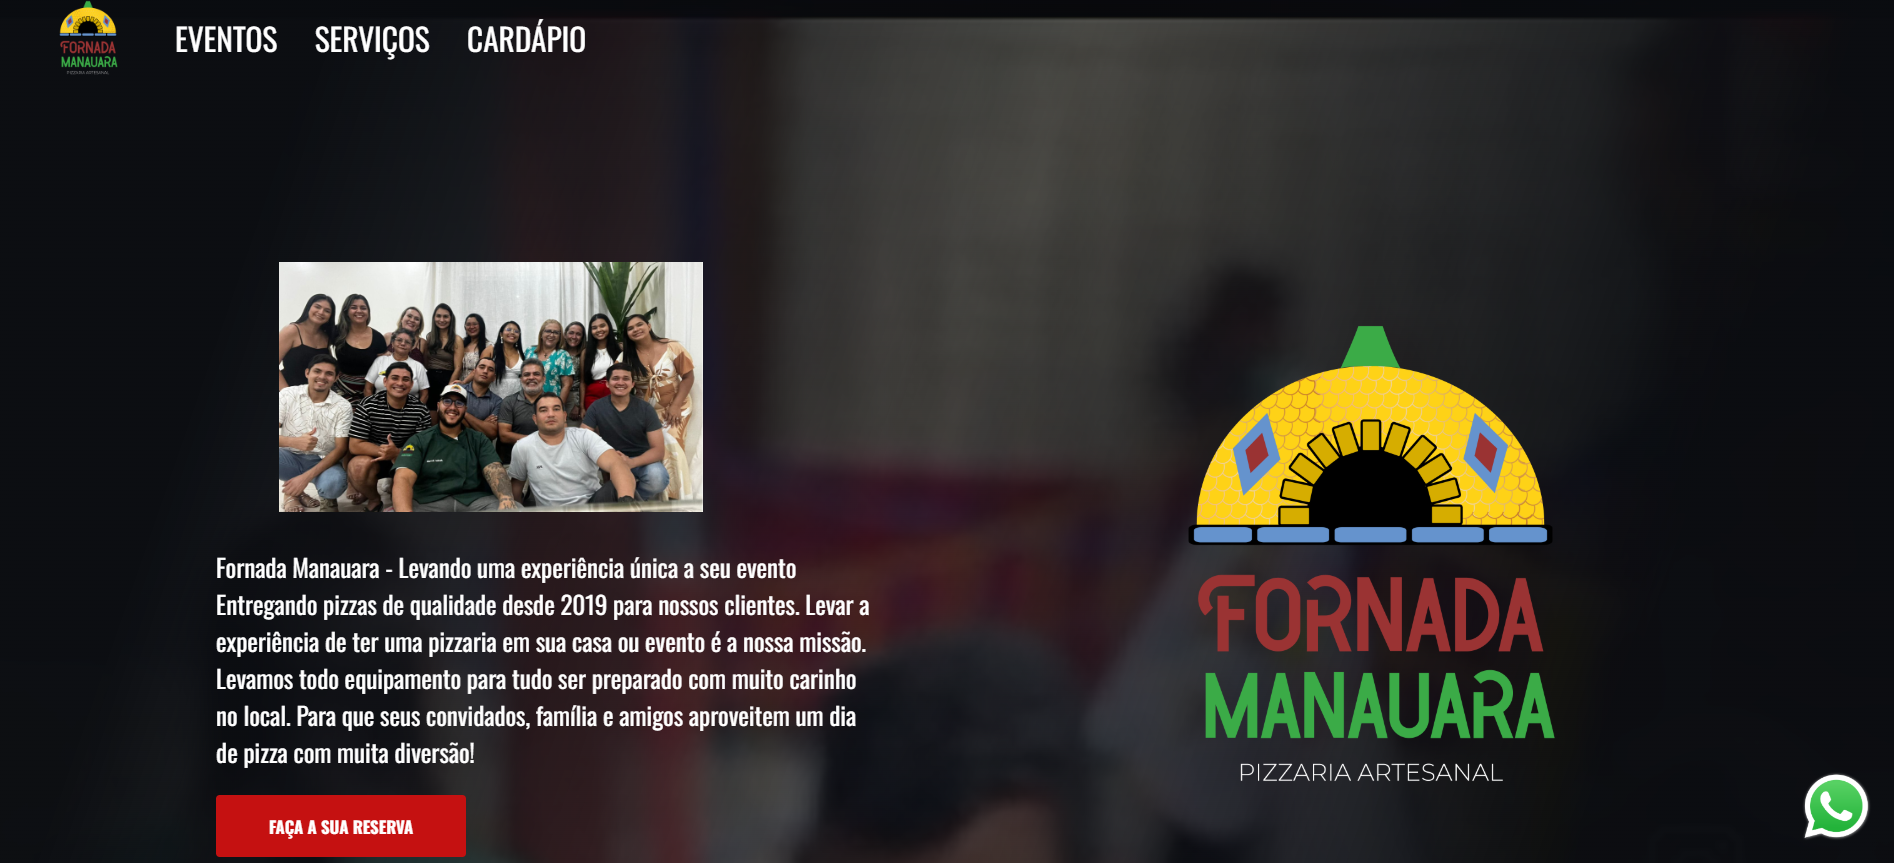 FORNADA
MANAUARA
PIZZARIA ARTESANAL
EVENTOS SERVIÇOS CARDÁPIO
Fornada Manauara - Levando uma experiência única a seu evento
Entregando pizzas de qualidade desde 2019 para nossos clientes. Levar a
experiência de ter uma pizzaria em sua casa ou evento é a nossa missão.
Levamos todo equipamento para tudo ser preparado com muito carinho
no local. Para que seus convidados, família e amigos aproveitem um dia
de pizza com muita diversão!
FAÇA A SUA RESERVA
FORNADA
MANAUARA
PIZZARIA ARTESANAL